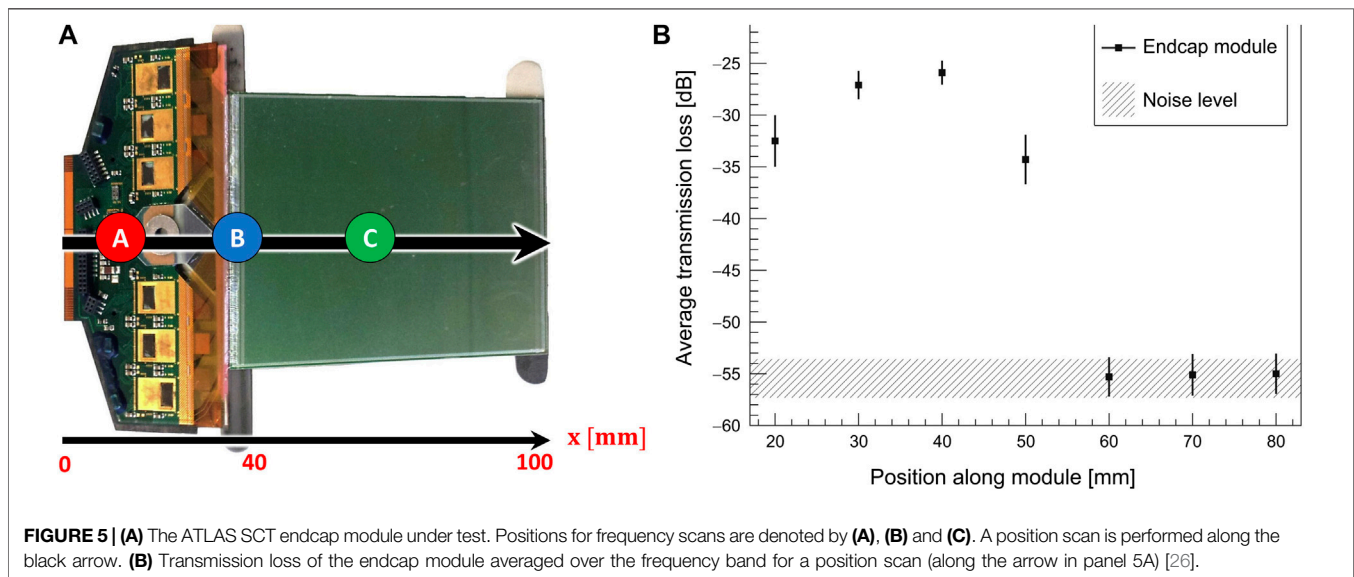 A
A
B
C
0
40
100
x [mm]
B
Endcap module
Noise level
Average transmission loss [dB]
−25
−30
−35
−40
−45
−50
−55
−60
20 30 40 50 60 70 80
Position along module [mm]
FIGURE 5 | (A) The ATLAS SCT endcap module under test. Positions for frequency scans are denoted by (A), (B) and (C). A position scan is performed along the
black arrow. (B) Transmission loss of the endcap module averaged over the frequency band for a position scan (along the arrow in panel 5A) [26].